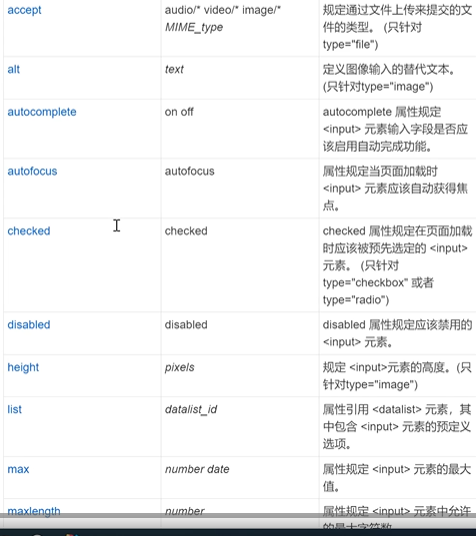 accept audio/* video/* image/* 规定通过文件上传来提交的文
MIME_type 件的类型。 (只针对
type="file")
alt text 定义图像输入的替代文本。
(只针对type="image")
autocomplete on off autocomplete 属性规定
<input> 元素输入字段是否应
该启用自动完成功能。
autofocus autofocus 属性规定当页面加载时
<input> 元素应该自动获得焦
点。
checked checked checked 属性规定在页面加载
时应该被预先选定的 <input>
元素。 (只针对
type="checkbox" 或者
type="radio")
disabled disabled disabled 属性规定应该禁用的
<input> 元素。
height pixels 规定 <input>元素的高度。(只
针对type="image")
list datalist_id 属性引用 <datalist> 元素，其
中包含 <input> 元素的预定义
选项。
max number date 属性规定 <input> 元素的最大
值。
maxlength number 属性规定 <input> 元素中允许
的最大字符数